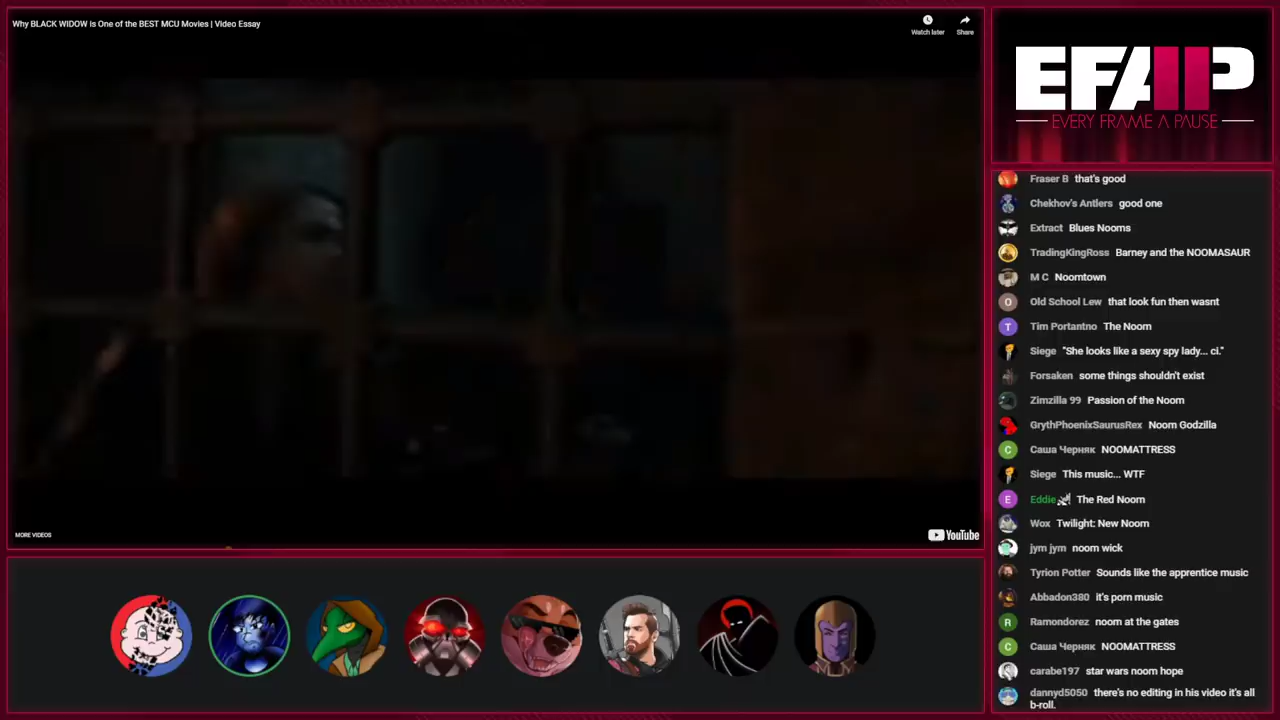 Why BLACK WIDOW is One of the BEST MCU Movies | Video Essay
Watch later
Share
EFAP
EVERY FRAME A PAUSE
Fraser B that's good
Chekhov's Antlers good one
Extract Blues Nooms
TradingKingRoss Barney and the NOOMASAUR
M C Noomtown
O Old School Lew that look fun then wasnt
T Tim Portantno The Noom
Siege "She looks like a sexy spy lady... ci."
Forsaken some things shouldn't exist
Zimzilla 99 Passion of the Noom
GrythPhoenixSaurusRex Noom Godzilla
C Саша Черняк NOOMATTRESS
Siege This music... WTF
E Eddie The Red Noom
Wox Twilight: New Noom
jym jym noom wick
Tyrion Potter Sounds like the apprentice music
Abbadon380 it's porn music
R Ramondorez noom at the gates
C Саша Черняк NOOMATTRESS
carabe197 star wars noom hope
dannyd5050 there's no editing in his video it's all
b-roll.
MORE VIDEOS
YouTube